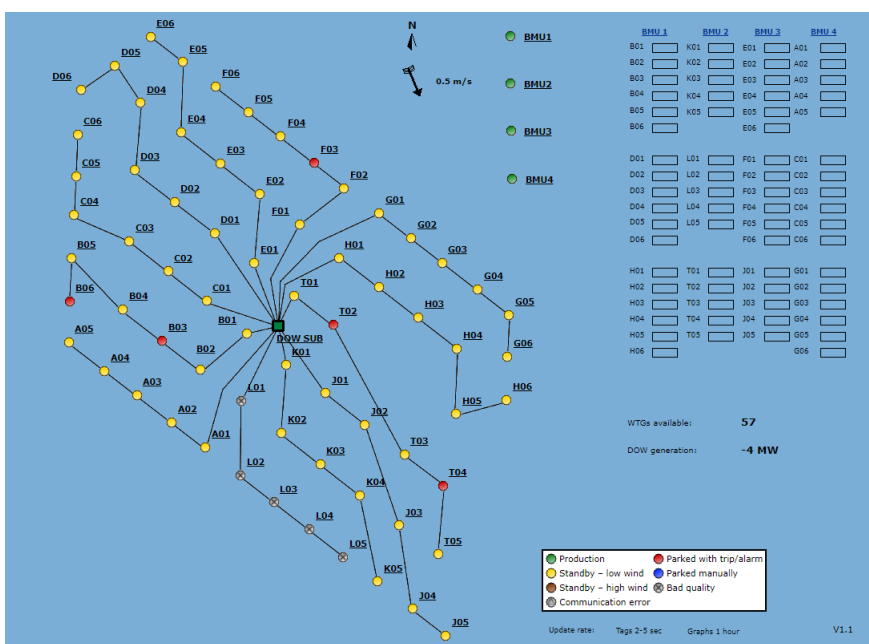 E06
D05
E05
D06
D04
F06
F05
E04
F04
C06
E03
F03
C05
D03
E02
F02
C04
D02
F01
G01
C03
D01
G02
B05
C02
E01
H01
G03
B06
B04
C01
T01
H02
G04
A05
B03
B01
T02
H03
G05
A04
B02
DOW SUB
H04
G06
A03
K01
A02
L01
J01
H05
H06
A01
K02
J02
L02
K03
T03
L03
K04
T04
L04
J03
L05
K05
T05
J04
J05
N
0.5 m/s
BMU1
BMU2
BMU3
BMU4
BMU 1 BMU 2 BMU 3 BMU 4
B01 K01 E01 A01
B02 K02 E02 A02
B03 K03 E03 A03
B04 K04 E04 A04
B05 K05 E05 A05
B06 E06
D01 L01 F01 C01
D02 L02 F02 C02
D03 L03 F03 C03
D04 L04 F04 C04
D05 L05 F05 C05
D06 F06 C06
H01 T01 J01 G01
H02 T02 J02 G02
H03 T03 J03 G03
H04 T04 J04 G04
H05 T05 J05 G05
H06 G06
WTGs available: 57
DOW generation: -4 MW
Production Parked with trip/alarm
Standby – low wind Parked manually
Standby – high wind Bad quality
Communication error
Update rate: Tags 2-5 sec Graphs 1 hour V1.1